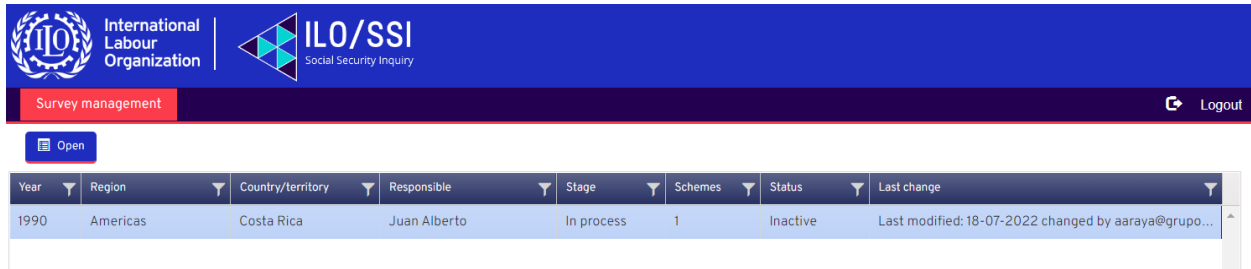 International
Labour
Organization
ILO
ILO/SSI
Social Security Inquiry
Survey management
Logout
Open
Year Region Country/territory Responsible Stage Schemes Status Last change
1990 Americas Costa Rica Juan Alberto In process 1 Inactive Last modified: 18-07-2022 changed by aaraya@grupo...